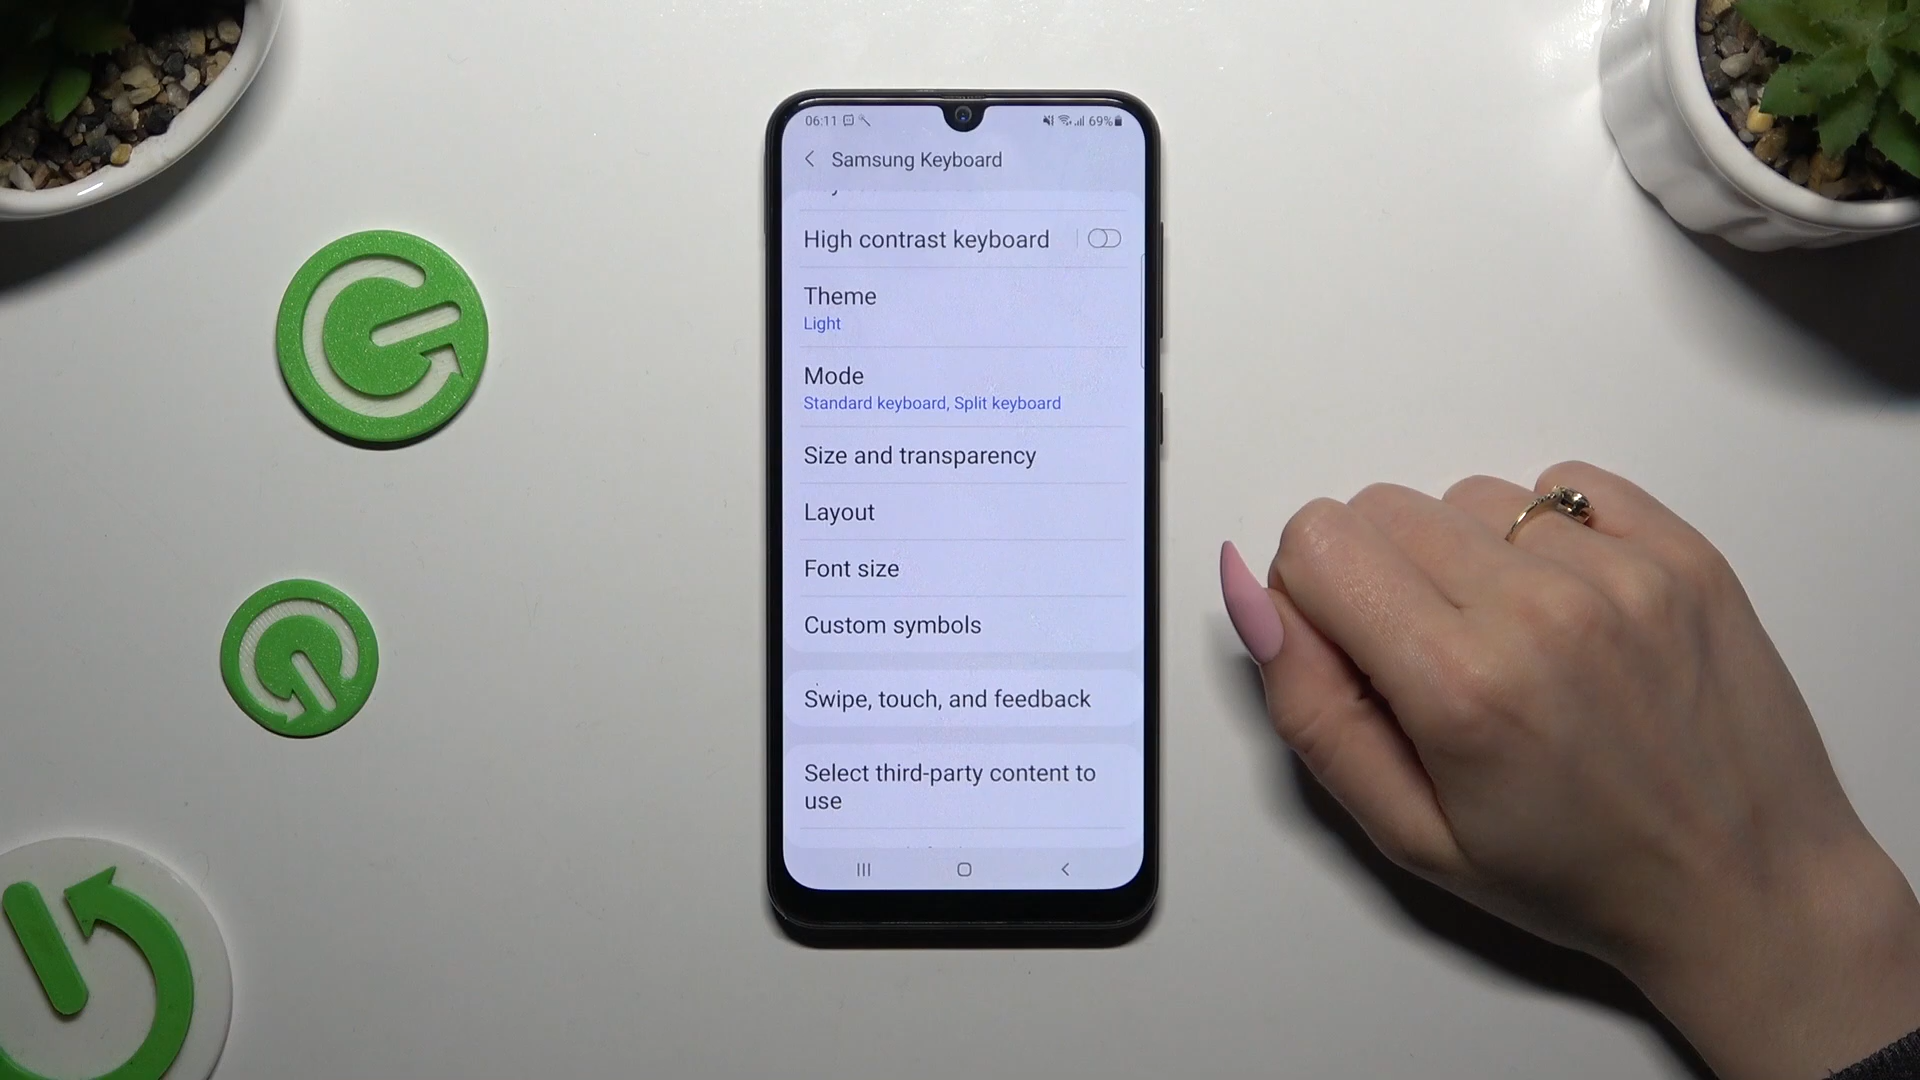 06:11 69%
Samsung Keyboard
High contrast keyboard
Theme
Light
Mode
Standard keyboard, Split keyboard
Size and transparency
Layout
Font size
Custom symbols
Swipe, touch, and feedback
Select third-party content to
use